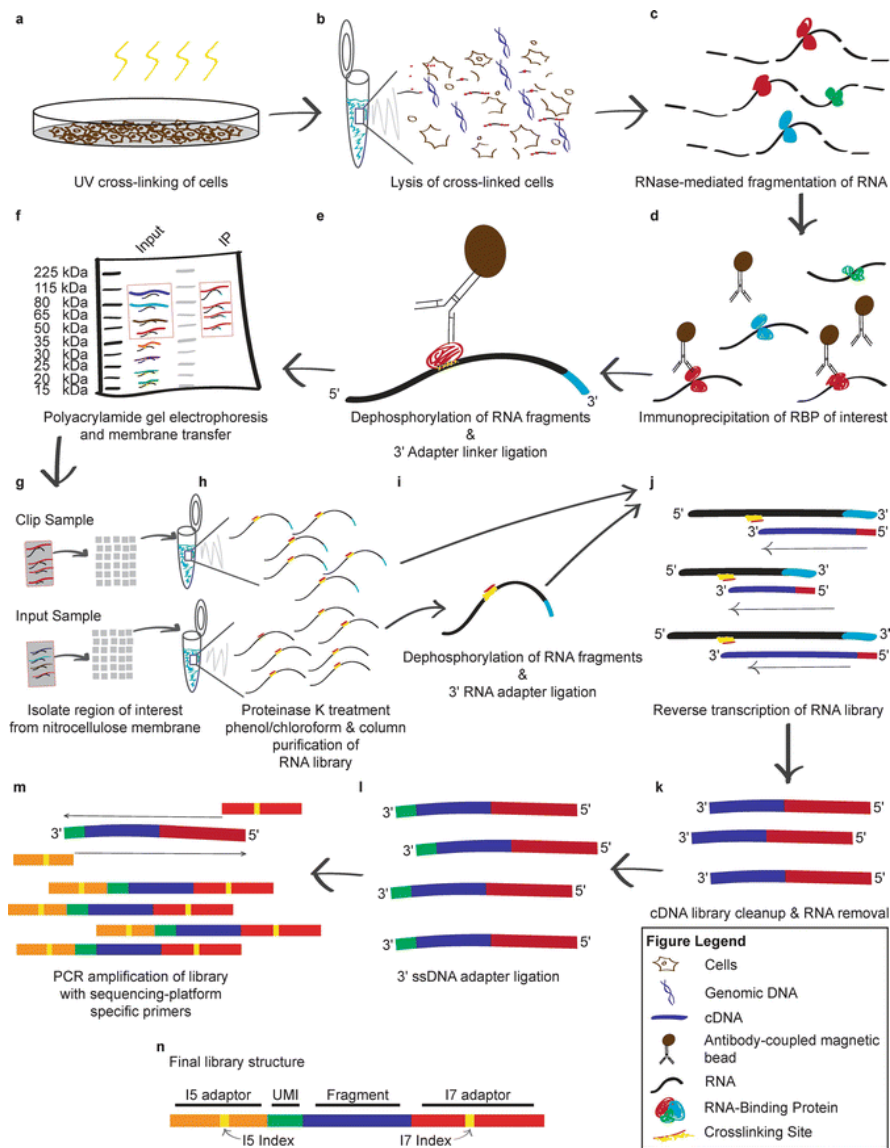 a
UV cross-linking of cells
b
Lysis of cross-linked cells
c
RNase-mediated fragmentation of RNA
f
Input
IP
225 kDa
115 kDa
80 kDa
65 kDa
50 kDa
35 kDa
30 kDa
25 kDa
20 kDa
15 kDa
Polyacrylamide gel electrophoresis
and membrane transfer
e
5'
3'
Dephosphorylation of RNA fragments
&
3' Adapter linker ligation
d
Immunoprecipitation of RBP of interest
g
Clip Sample
Input Sample
Isolate region of interest
from nitrocellulose membrane
h
Proteinase K treatment
phenol/chloroform & column
purification of
RNA library
i
Dephosphorylation of RNA fragments
&
3' RNA adapter ligation
j
5'
3'
3'
5'
5'
3'
3'
5'
5'
3'
3'
5'
Reverse transcription of RNA library
m
3'
5'
PCR amplification of library
with sequencing-platform
specific primers
l
3'
5'
3'
5'
3'
5'
3'
5'
3' ssDNA adapter ligation
k
3'
5'
3'
5'
3'
5'
cDNA library cleanup & RNA removal
Figure Legend
Cells
Genomic DNA
cDNA
Antibody-coupled magnetic
bead
RNA
RNA-Binding Protein
Crosslinking Site
n
Final library structure
I5 adaptor
UMI
Fragment
I7 adaptor
I5 Index
I7 Index